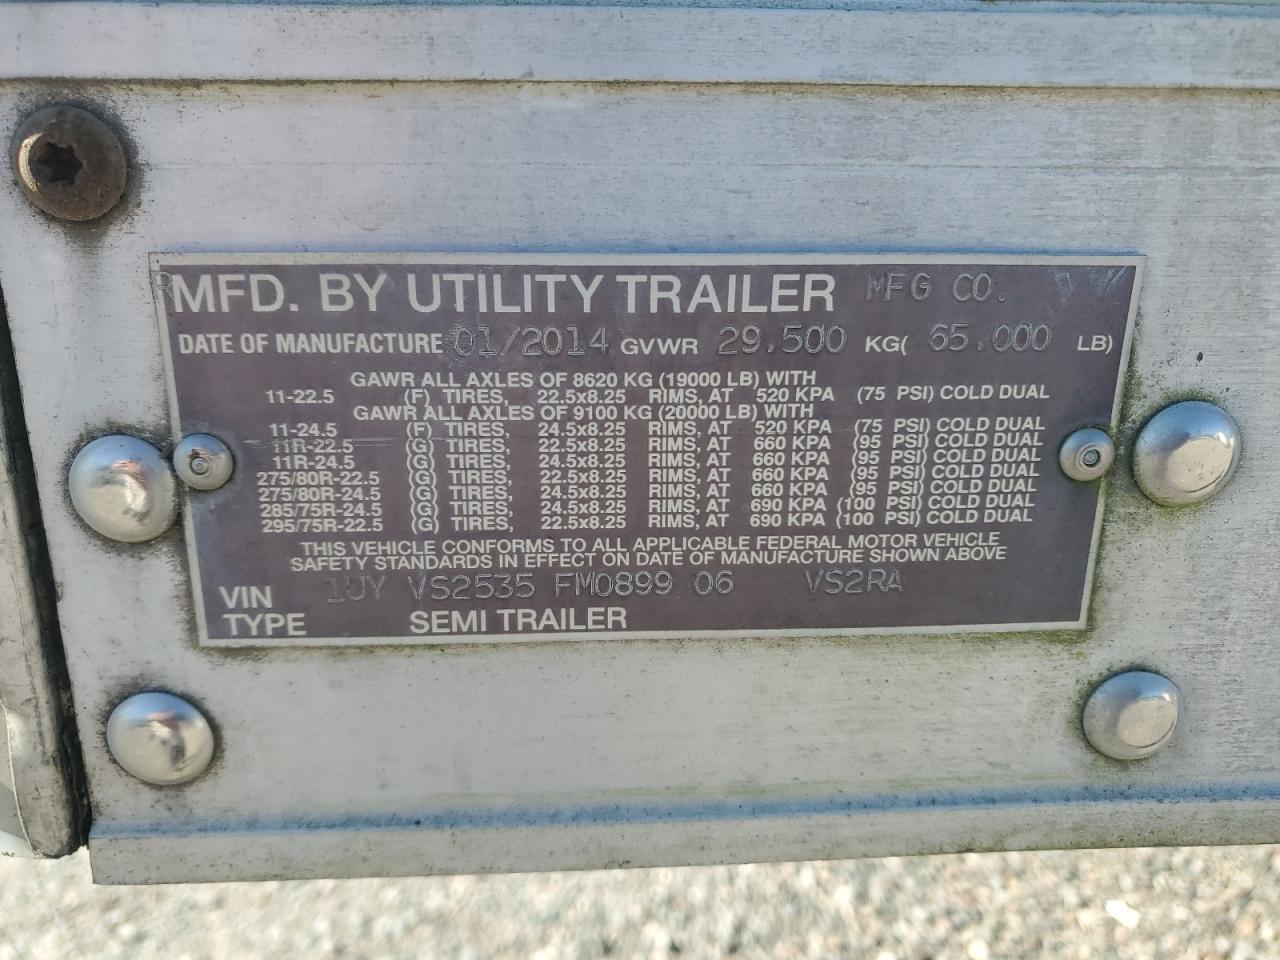 MFD. BY UTILITY TRAILER MFG CO.
DATE OF MANUFACTURE 01/2014 GVWR 29.500 KG( 65.000 LB)
GAWR ALL AXLES OF 8620 KG (19000 LB) WITH
11-22.5 (F) TIRES, 22.5x8.25 RIMS, AT 520 KPA (75 PSI) COLD DUAL
GAWR ALL AXLES OF 9100 KG (20000 LB) WITH
11-24.5 (F) TIRES, 24.5x8.25 RIMS, AT 520 KPA (75 PSI) COLD DUAL
11R-22.5 (G) TIRES, 22.5x8.25 RIMS, AT 660 KPA (95 PSI) COLD DUAL
11R-24.5 (G) TIRES, 24.5x8.25 RIMS, AT 660 KPA (95 PSI) COLD DUAL
275/80R-22.5 (G) TIRES, 22.5x8.25 RIMS, AT 660 KPA (95 PSI) COLD DUAL
275/80R-24.5 (G) TIRES, 24.5x8.25 RIMS, AT 660 KPA (95 PSI) COLD DUAL
285/75R-24.5 (G) TIRES, 24.5x8.25 RIMS, AT 690 KPA (100 PSI) COLD DUAL
295/75R-22.5 (G) TIRES, 22.5x8.25 RIMS, AT 690 KPA (100 PSI) COLD DUAL
THIS VEHICLE CONFORMS TO ALL APPLICABLE FEDERAL MOTOR VEHICLE
SAFETY STANDARDS IN EFFECT ON DATE OF MANUFACTURE SHOWN ABOVE
VIN 1UY VS2535 FM0899 06 VS2RA
TYPE SEMI TRAILER